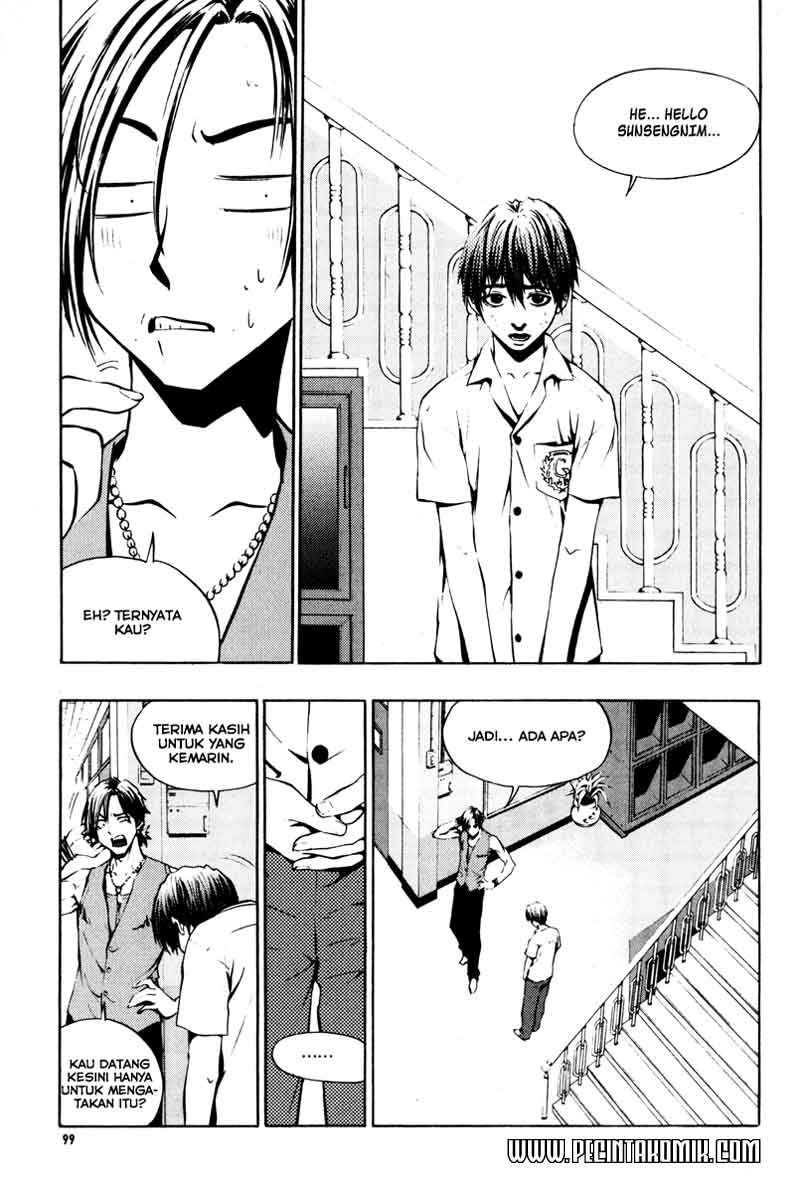 HE... HELLO
SUNSENGNIM...
EH? TERNYATA
KAU?
JADI... ADA APA?
......
TERIMA KASIH
UNTUK YANG
KEMARIN.
KAU DATANG
KESINI HANYA
UNTUK MENGA-
TAKAN ITU?
G
99
WWW.PECINTAKOMIK.COM